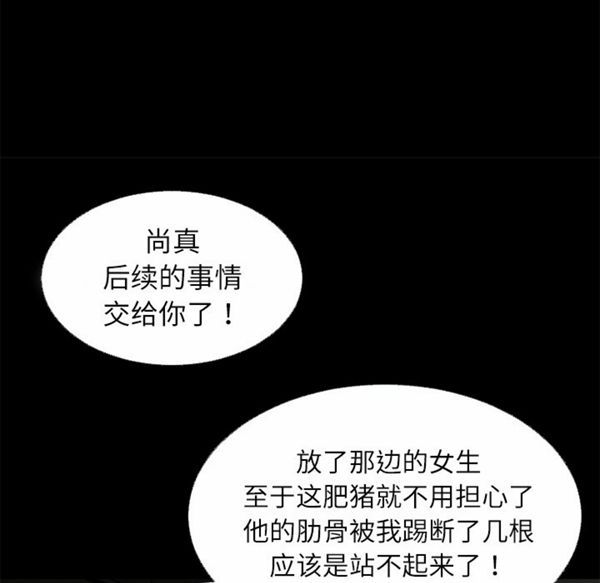 尚真
后续的事情
交给你了！
放了那边的女生
至于这肥猪就不用担心了
他的肋骨被我踢断了几根
应该是站不起来了！